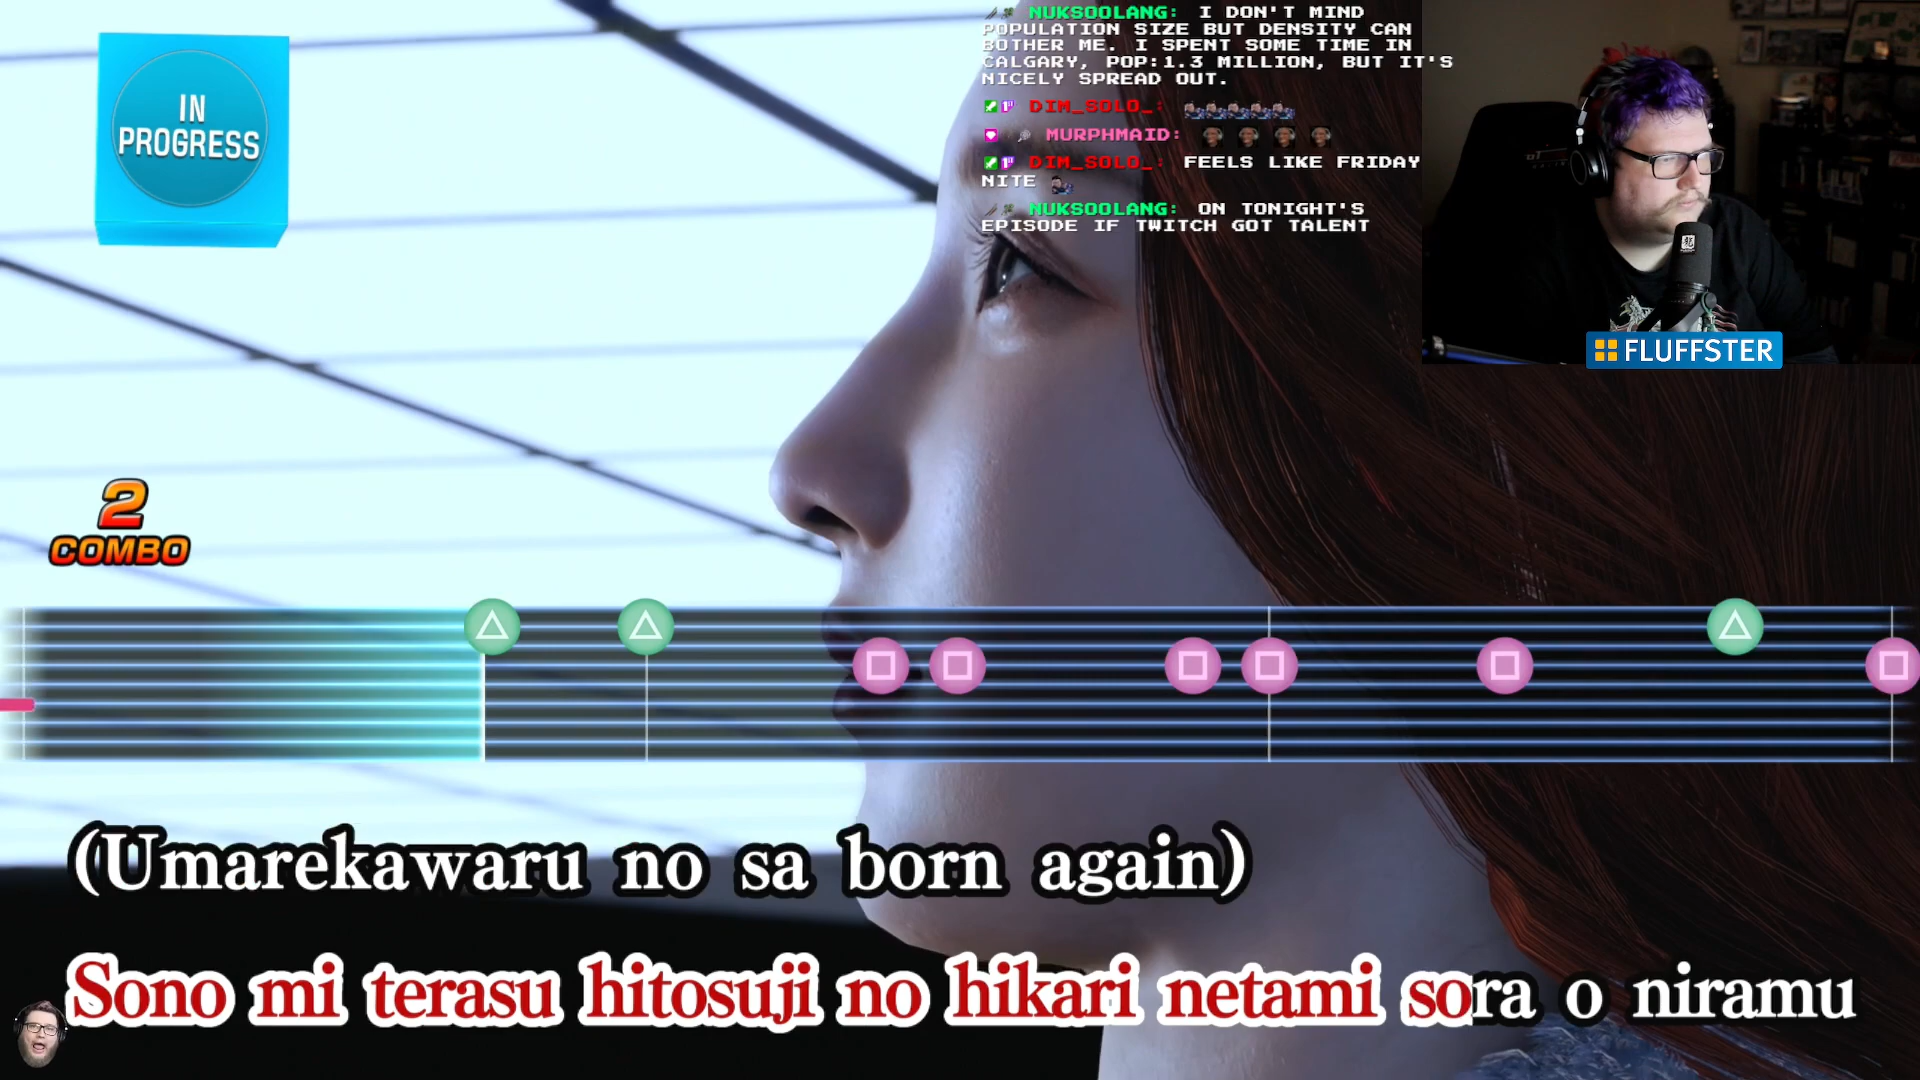 IN
PROGRESS
NUKSOOLANG: I DON'T MIND
POPULATION SIZE BUT DENSITY CAN
BOTHER ME. I SPENT SOME TIME IN
CALGARY, POP:1.3 MILLION, BUT IT'S
NICELY SPREAD OUT.
DIM_SOLO_:
MURPHMAID:
DIM_SOLO_: FEELS LIKE FRIDAY
NITE
NUKSOOLANG: ON TONIGHT'S
EPISODE IF TWITCH GOT TALENT
FLUFFSTER
2
COMBO
(Umarekawaru no sa born again)
Sono mi terasu hitosuji no hikari netami sora o niramu